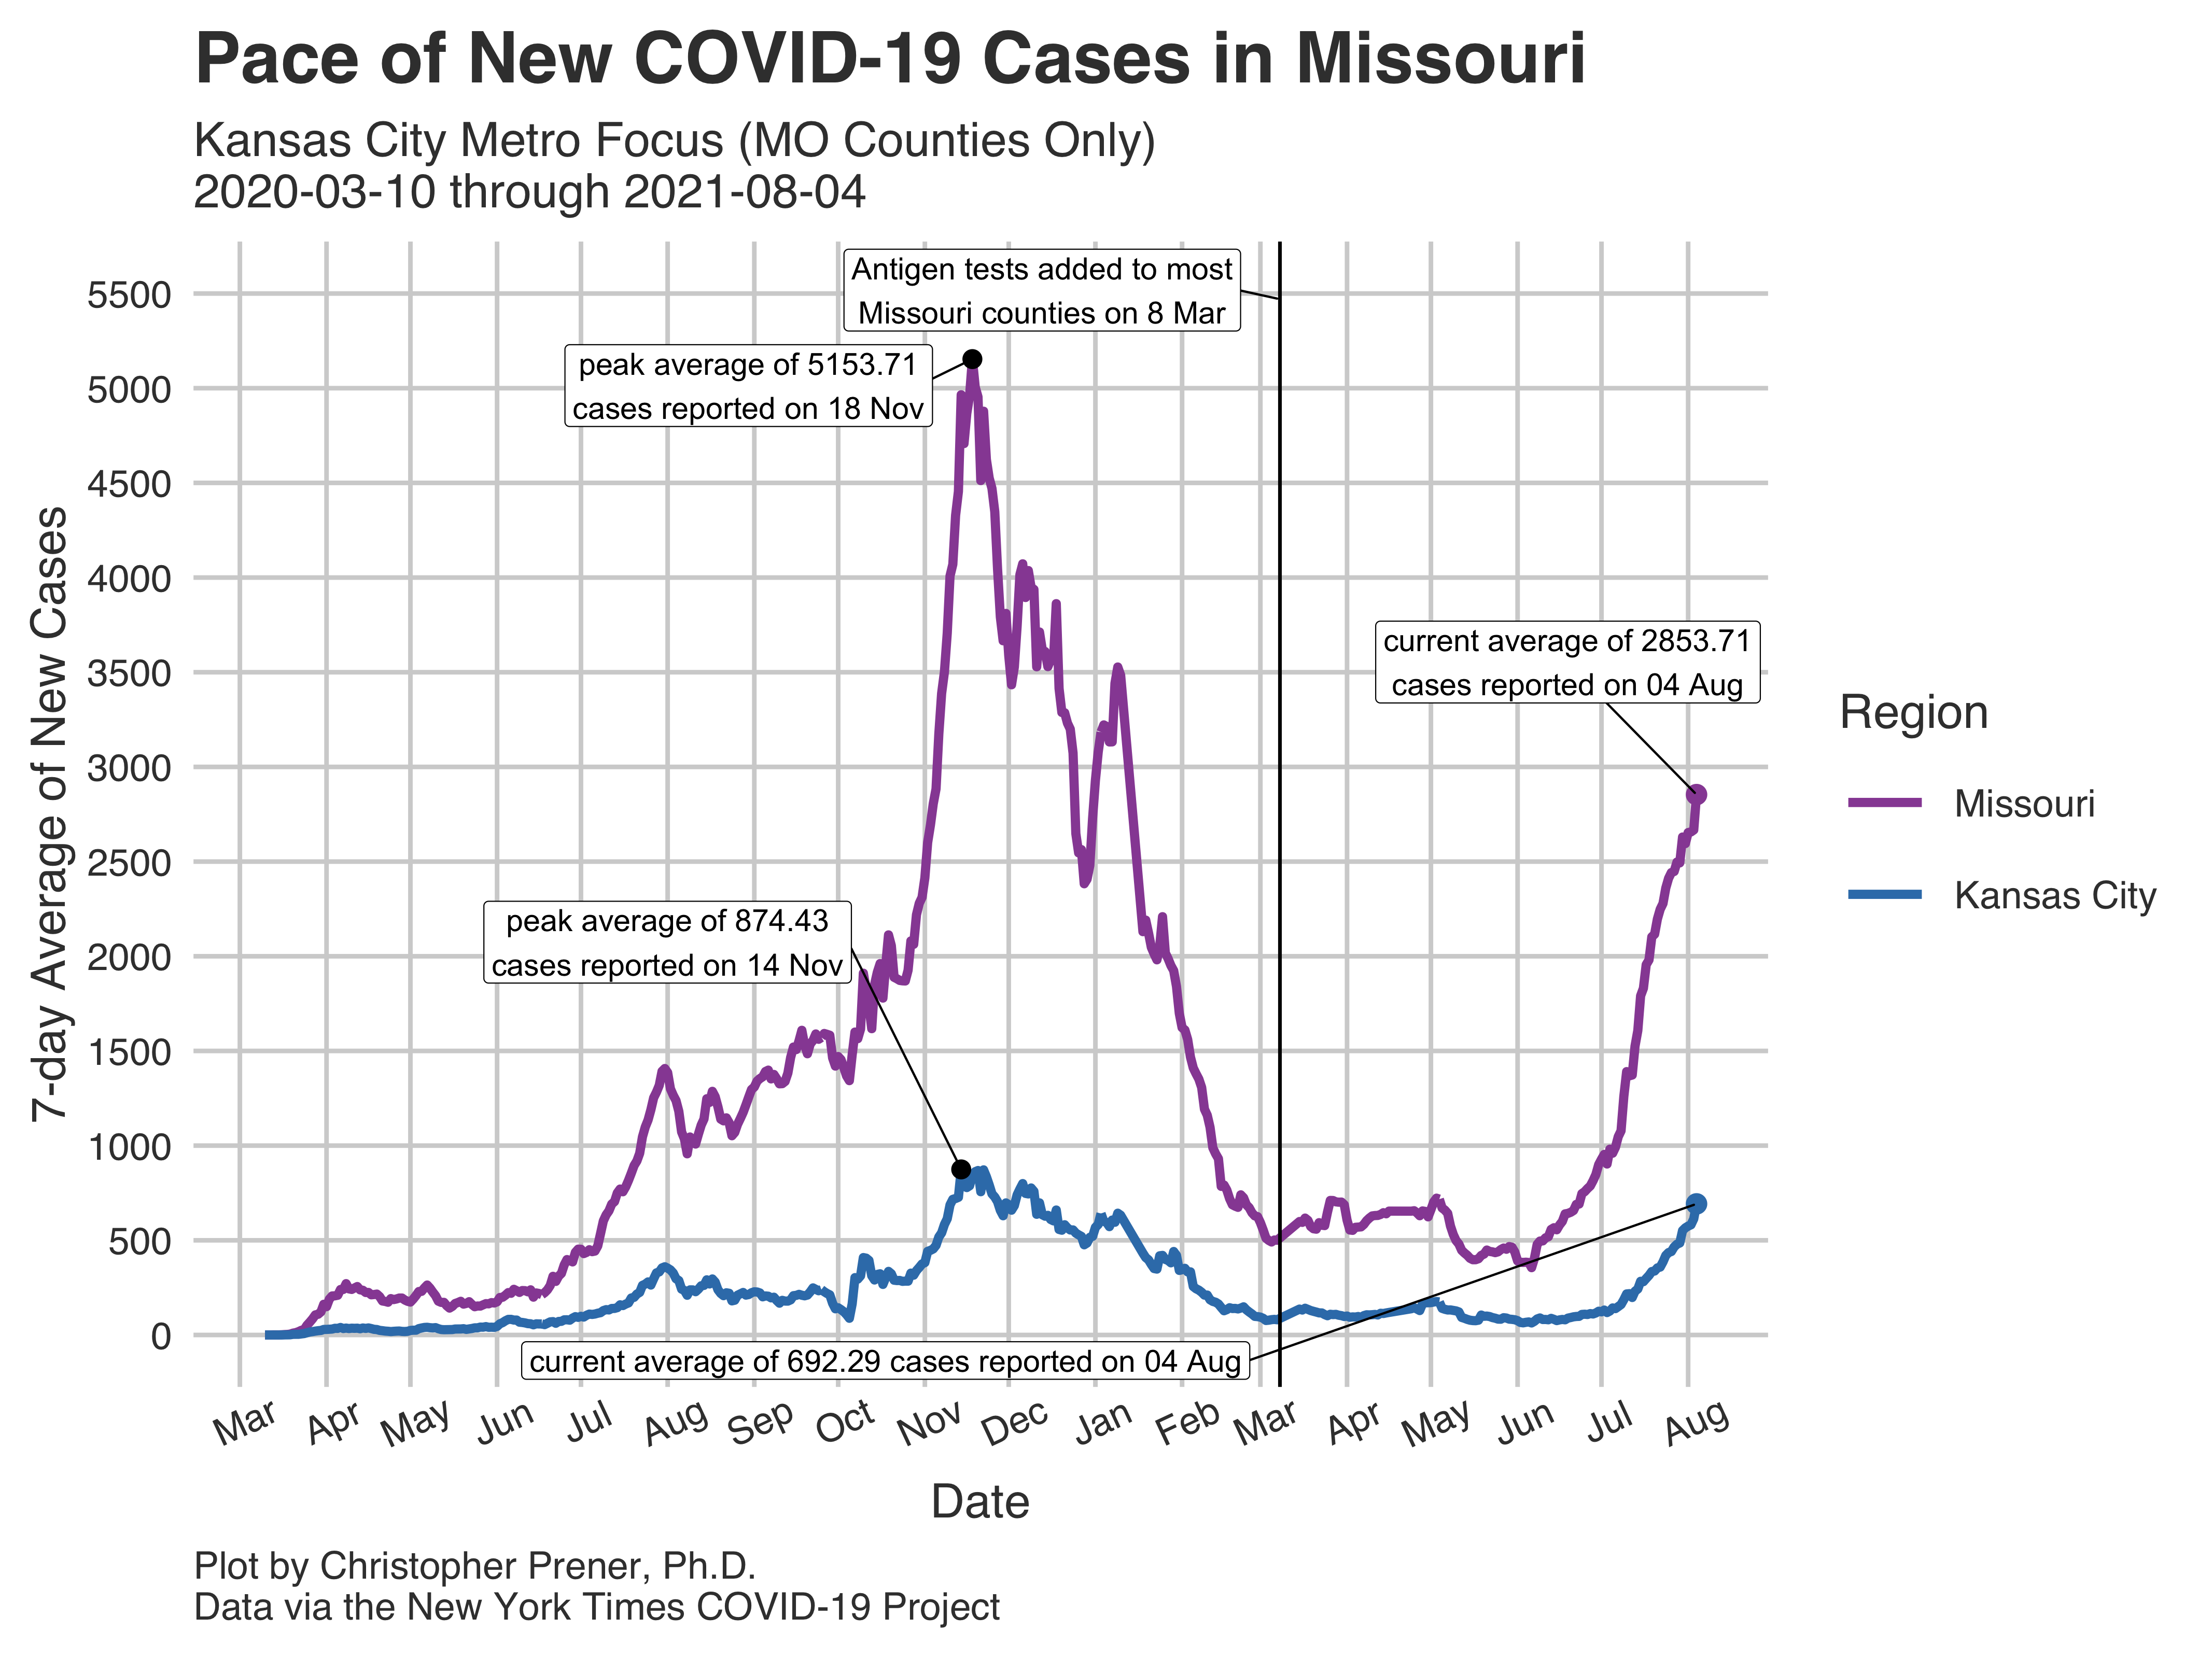 Pace of New COVID-19 Cases in Missouri
Kansas City Metro Focus (MO Counties Only)
2020-03-10 through 2021-08-04
Antigen tests added to most
Missouri counties on 8 Mar
peak average of 5153.71
cases reported on 18 Nov
current average of 2853.71
cases reported on 04 Aug
peak average of 874.43
cases reported on 14 Nov
current average of 692.29 cases reported on 04 Aug
7-day Average of New Cases
5500
5000
4500
4000
3500
3000
2500
2000
1500
1000
500
0
Mar Apr May Jun Jul Aug Sep Oct Nov Dec Jan Feb Mar Apr May Jun Jul Aug
Date
Region
Missouri
Kansas City
Plot by Christopher Prener, Ph.D.
Data via the New York Times COVID-19 Project